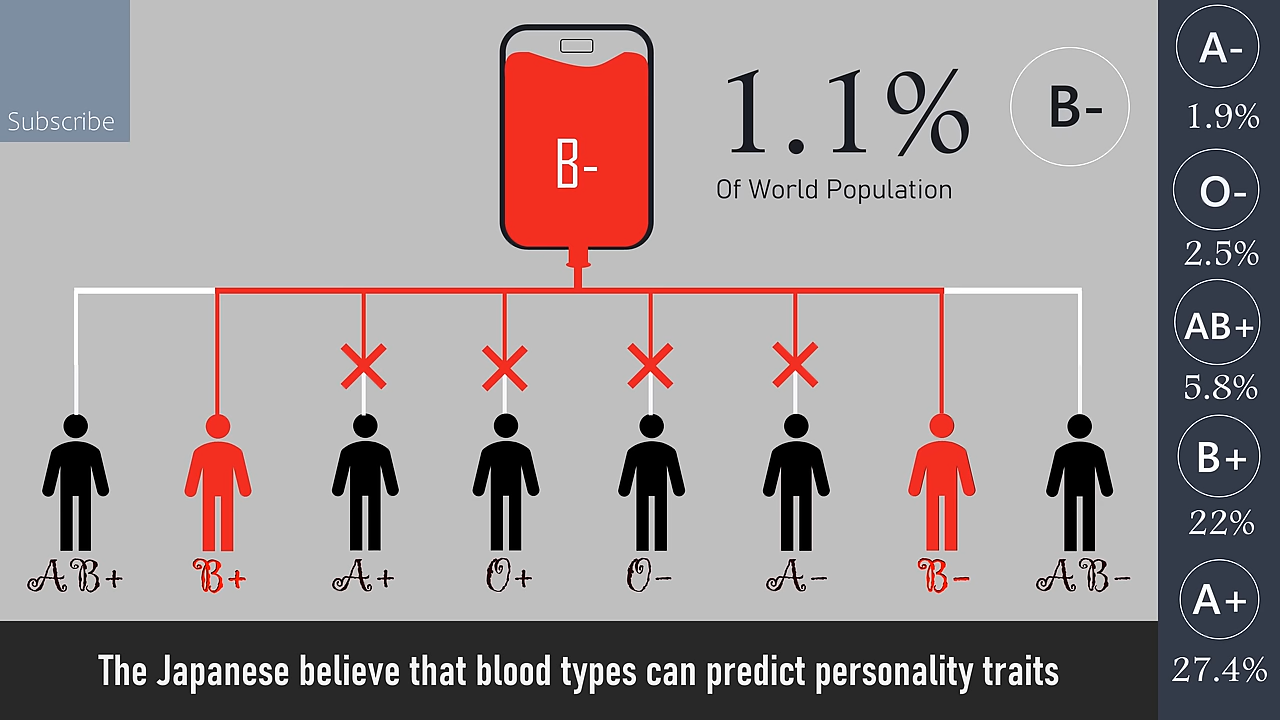 Subscribe
B-
1.1%
Of World Population
B-
AB+
B+
A+
O+
O-
A-
B-
AB-
The Japanese believe that blood types can predict personality traits
A-
1.9%
O-
2.5%
AB+
5.8%
B+
22%
A+
27.4%